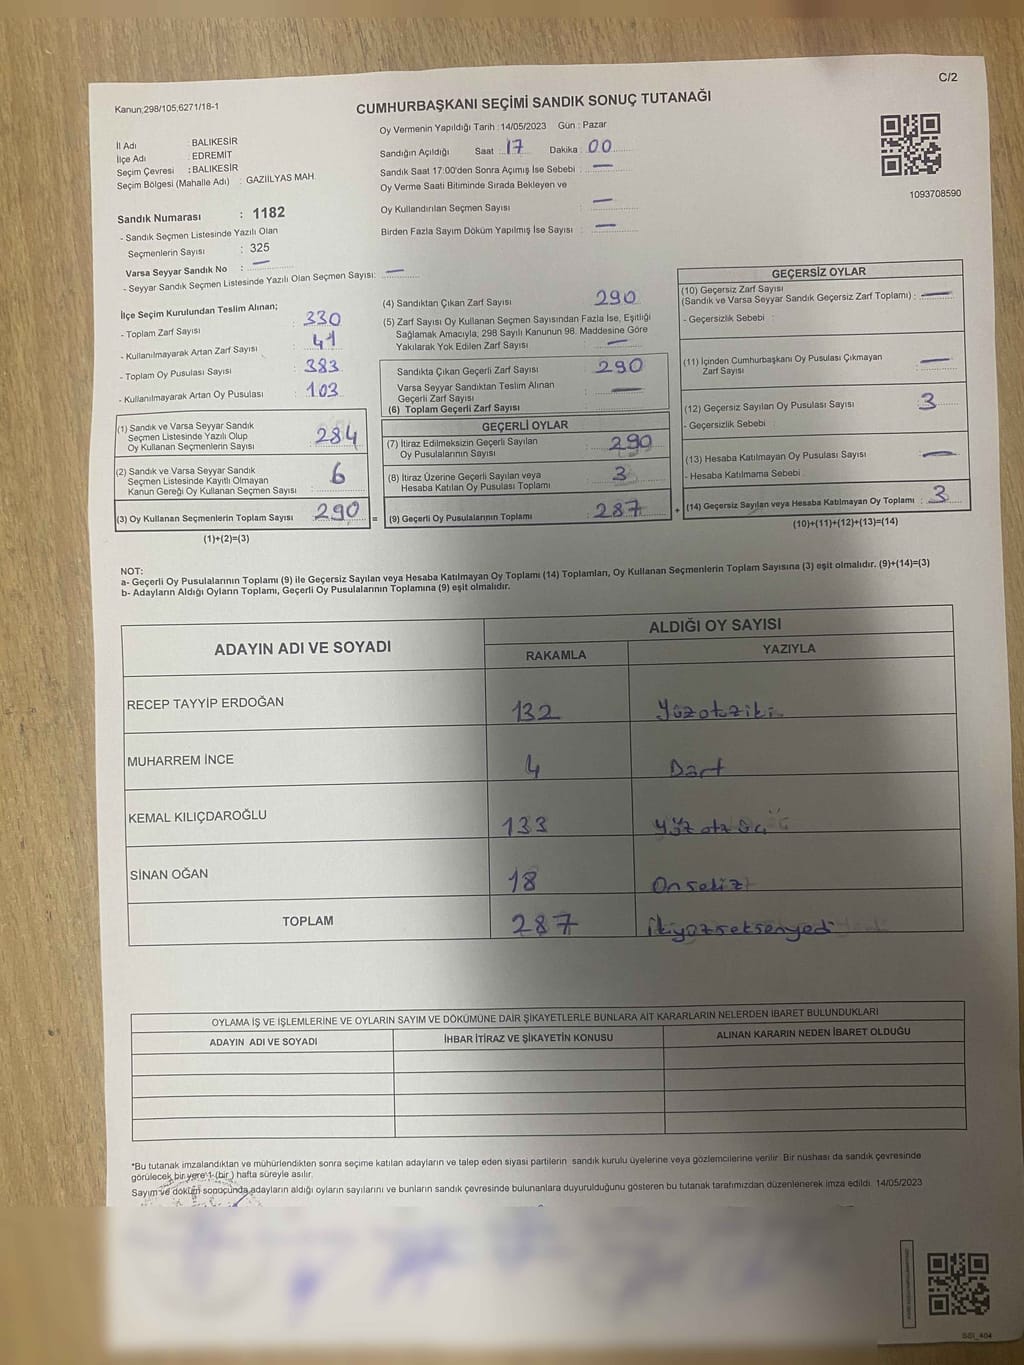 C/2
Kanun:298/105,6271/18-1
CUMHURBAŞKANI SEÇİMİ SANDIK SONUÇ TUTANAĞI
İl Adı : BALIKESİR
İlçe Adı : EDREMİT
Seçim Çevresi : BALIKESİR
Seçim Bölgesi (Mahalle Adı) : GAZİİLYAS MAH.
Oy Vermenin Yapıldığı Tarih : 14/05/2023 Gün : Pazar
Sandığın Açıldığı Saat : 17 Dakika : 00
Sandık Saat 17:00'den Sonra Açımış İse Sebebi : —
Oy Verme Saati Bitiminde Sırada Bekleyen ve
Oy Kullandırılan Seçmen Sayısı : —
Birden Fazla Sayım Döküm Yapılmış İse Sayısı : —
1093708590
Sandık Numarası : 1182
- Sandık Seçmen Listesinde Yazılı Olan
Seçmenlerin Sayısı : 325
Varsa Seyyar Sandık No : —
- Seyyar Sandık Seçmen Listesinde Yazılı Olan Seçmen Sayısı: —
İlçe Seçim Kurulundan Teslim Alınan;
- Toplam Zarf Sayısı : 330
- Kullanılmayarak Artan Zarf Sayısı : 41
- Toplam Oy Pusulası Sayısı : 383
- Kullanılmayarak Artan Oy Pusulası : 103
(1) Sandık ve Varsa Seyyar Sandık
Seçmen Listesinde Yazılı Olup
Oy Kullanan Seçmenlerin Sayısı : 284
(2) Sandık ve Varsa Seyyar Sandık
Seçmen Listesinde Kayıtlı Olmayan
Kanun Gereği Oy Kullanan Seçmen Sayısı : 6
(3) Oy Kullanan Seçmenlerin Toplam Sayısı : 290
(1)+(2)=(3)
(4) Sandıktan Çıkan Zarf Sayısı : 290
(5) Zarf Sayısı Oy Kullanan Seçmen Sayısından Fazla İse, Eşitliği
Sağlamak Amacıyla, 298 Sayılı Kanunun 98. Maddesine Göre
Yakılarak Yok Edilen Zarf Sayısı : —
Sandıkta Çıkan Geçerli Zarf Sayısı : 290
Varsa Seyyar Sandıktan Teslim Alınan
Geçerli Zarf Sayısı : —
(6) Toplam Geçerli Zarf Sayısı :
GEÇERLİ OYLAR
(7) İtiraz Edilmeksizin Geçerli Sayılan
Oy Pusulalarının Sayısı : 290
(8) İtiraz Üzerine Geçerli Sayılan veya
Hesaba Katılan Oy Pusulası Toplamı : 3
= (9) Geçerli Oy Pusulalarının Toplamı : 287
GEÇERSİZ OYLAR
(10) Geçersiz Zarf Sayısı
(Sandık ve Varsa Seyyar Sandık Geçersiz Zarf Toplamı) : —
- Geçersizlik Sebebi :
(11) İçinden Cumhurbaşkanı Oy Pusulası Çıkmayan
Zarf Sayısı : —
(12) Geçersiz Sayılan Oy Pusulası Sayısı : 3
- Geçersizlik Sebebi :
(13) Hesaba Katılmayan Oy Pusulası Sayısı : —
- Hesaba Katılmama Sebebi :
+ (14) Geçersiz Sayılan veya Hesaba Katılmayan Oy Toplamı : 3
(10)+(11)+(12)+(13)=(14)
NOT:
a- Geçerli Oy Pusulalarının Toplamı (9) ile Geçersiz Sayılan veya Hesaba Katılmayan Oy Toplamı (14) Toplamları, Oy Kullanan Seçmenlerin Toplam Sayısına (3) eşit olmalıdır. (9)+(14)=(3)
b- Adayların Aldığı Oyların Toplamı, Geçerli Oy Pusulalarının Toplamına (9) eşit olmalıdır.
ADAYIN ADI VE SOYADI ALDIĞI OY SAYISI
RAKAMLA YAZIYLA
RECEP TAYYİP ERDOĞAN 132 Yüzotziki
MUHARREM İNCE 4 Dört
KEMAL KILIÇDAROĞLU 133 yüz otz üç
SİNAN OĞAN 18 Onsekiz
TOPLAM 287 İkiyüzseksenyedi
OYLAMA İŞ VE İŞLEMLERİNE VE OYLARIN SAYIM VE DÖKÜMÜNE DAİR ŞİKAYETLERLE BUNLARA AİT KARARLARIN NELERDEN İBARET BULUNDUKLARI
ADAYIN ADI VE SOYADI İHBAR İTİRAZ VE ŞİKAYETİN KONUSU ALINAN KARARIN NEDEN İBARET OLDUĞU
*Bu tutanak imzalandıktan ve mühürlendikten sonra seçime katılan adayların ve talep eden siyasi partilerin sandık kurulu üyelerine veya gözlemcilerine verilir. Bir nüshası da sandık çevresinde
görülecek bir yere 1 (bir) hafta süreyle asılır.
Sayım ve döküm sonucunda adayların aldığı oyların sayılarını ve bunların sandık çevresinde bulunanlara duyurulduğunu gösteren bu tutanak tarafımızdan düzenlenerek imza edildi. 14/05/2023
SSI_404